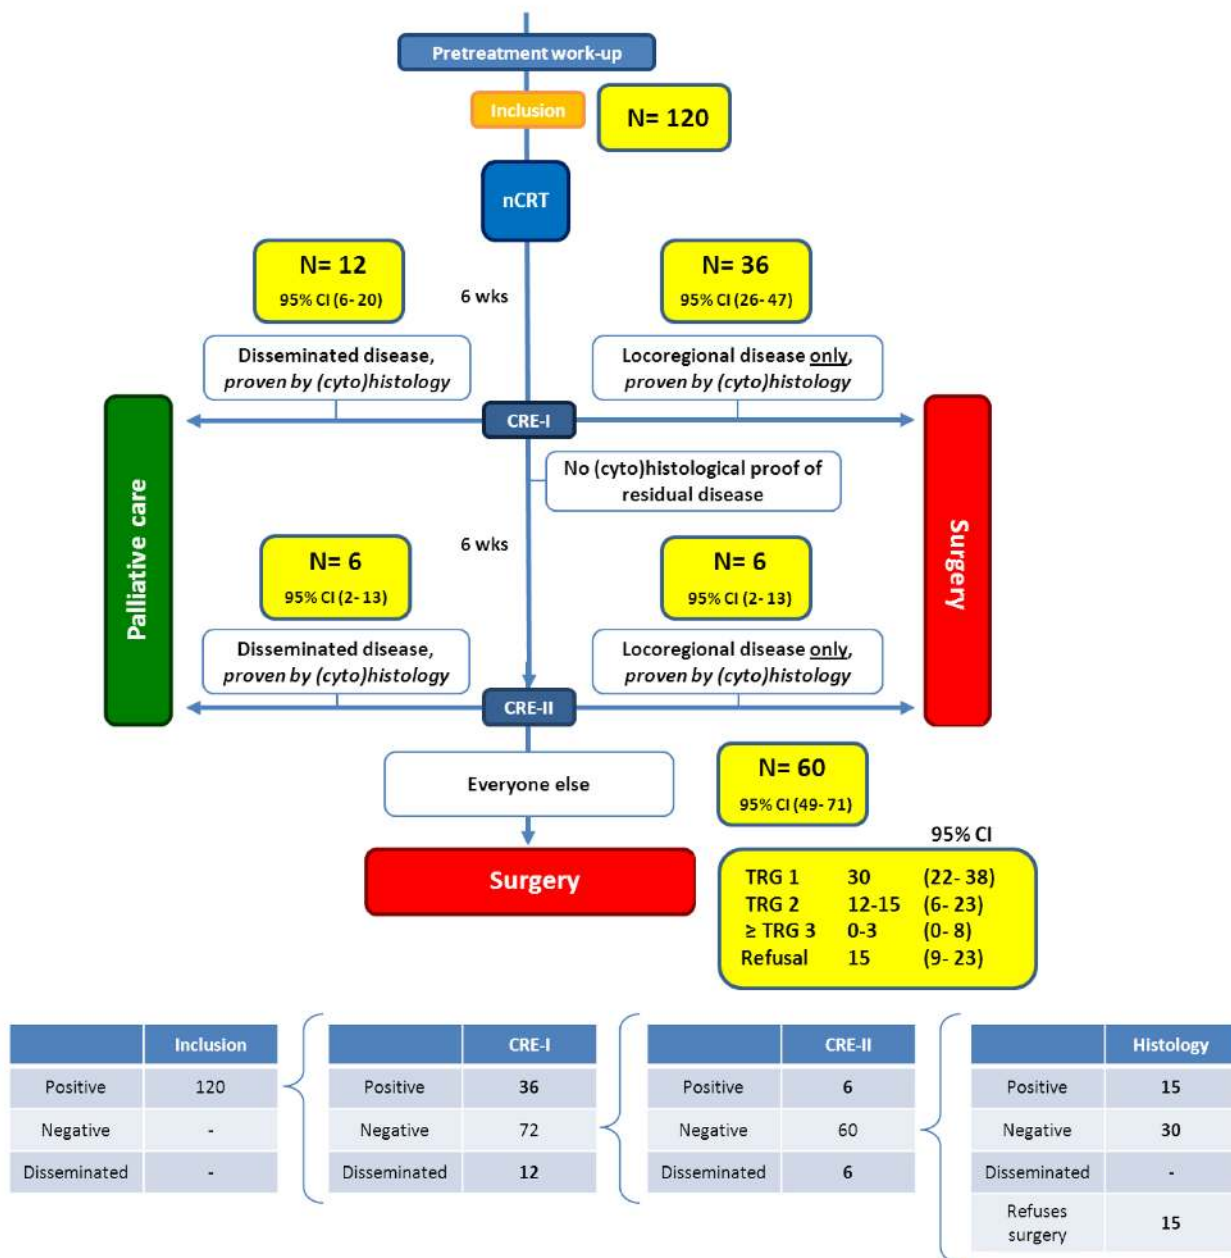 Pretreatment work-up
Inclusion
N= 120
nCRT
N= 12
95% CI (6- 20)
6 wks
N= 36
95% CI (26- 47)
Disseminated disease,
proven by (cyto)histology
Locoregional disease only,
proven by (cyto)histology
CRE-I
No (cyto)histological proof of
residual disease
Palliative care
Surgery
6 wks
N= 6
95% CI (2- 13)
N= 6
95% CI (2- 13)
Disseminated disease,
proven by (cyto)histology
Locoregional disease only,
proven by (cyto)histology
CRE-II
Everyone else
N= 60
95% CI (49- 71)
Surgery
95% CI
TRG 1 30 (22- 38)
TRG 2 12-15 (6- 23)
≥ TRG 3 0-3 (0- 8)
Refusal 15 (9- 23)
Inclusion
Positive 120
Negative -
Disseminated -
CRE-I
Positive 36
Negative 72
Disseminated 12
CRE-II
Positive 6
Negative 60
Disseminated 6
Histology
Positive 15
Negative 30
Disseminated -
Refuses
surgery 15